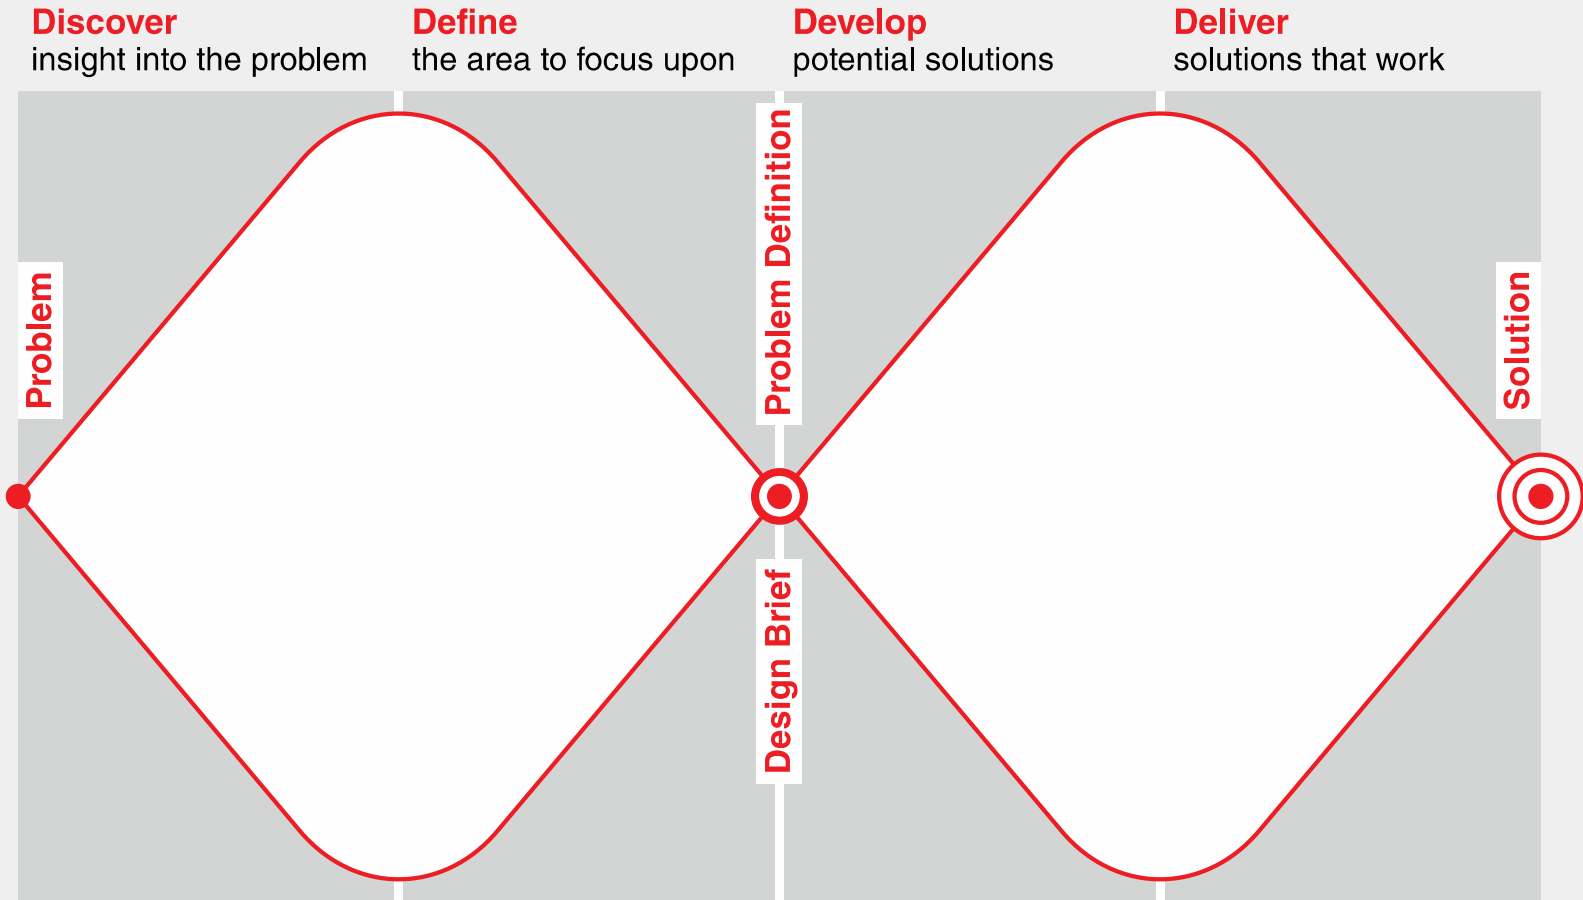 Discover
insight into the problem
Define
the area to focus upon
Develop
potential solutions
Deliver
solutions that work
Problem
Problem Definition
Design Brief
Solution